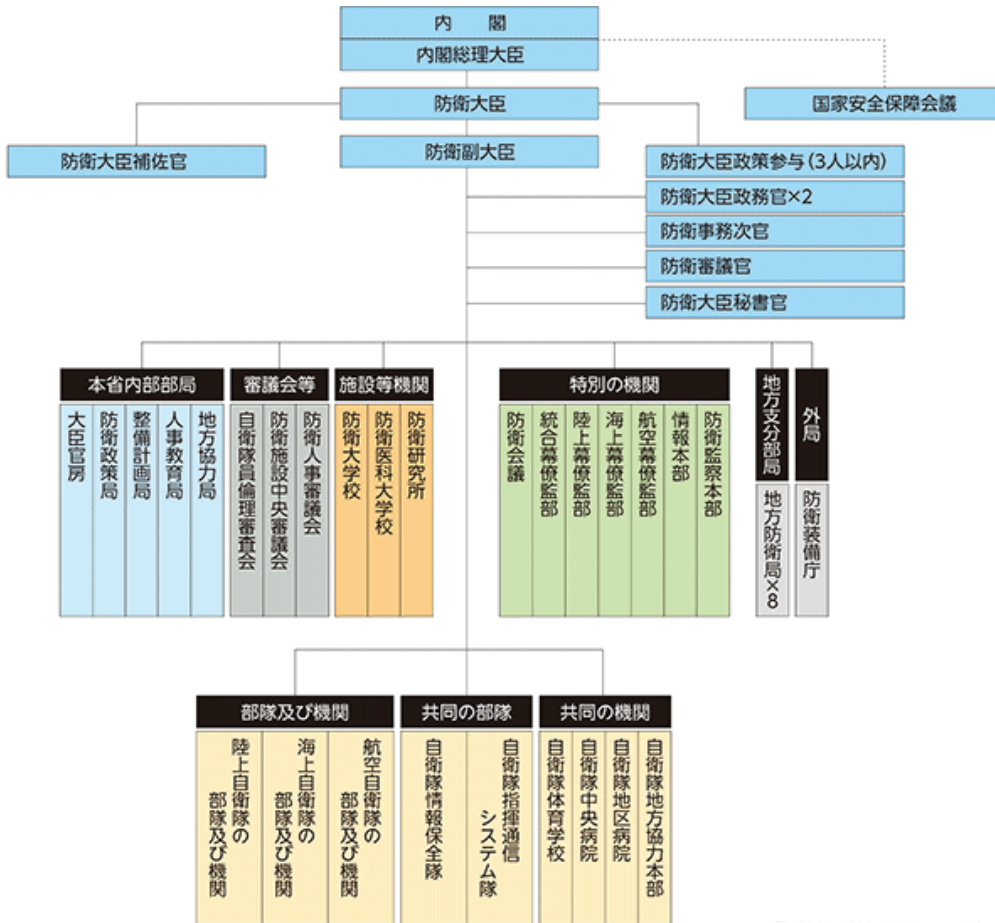 内　閣
内閣総理大臣
防衛大臣
国家安全保障会議
防衛大臣補佐官
防衛副大臣
防衛大臣政策参与(3人以内)
防衛大臣政務官×2
防衛事務次官
防衛審議官
防衛大臣秘書官
本省内部部局
大臣官房
防衛政策局
整備計画局
人事教育局
地方協力局
審議会等
自衛隊員倫理審査会
防衛施設中央審議会
防衛人事審議会
施設等機関
防衛大学校
防衛医科大学校
防衛研究所
特別の機関
防衛会議
統合幕僚監部
陸上幕僚監部
海上幕僚監部
航空幕僚監部
情報本部
防衛監察本部
地方支分部局
地方防衛局×8
外局
防衛装備庁
部隊及び機関
陸上自衛隊の
部隊及び機関
海上自衛隊の
部隊及び機関
航空自衛隊の
部隊及び機関
共同の部隊
自衛隊情報保全隊
自衛隊指揮通信
システム隊
共同の機関
自衛隊体育学校
自衛隊中央病院
自衛隊地区病院
自衛隊地方協力本部